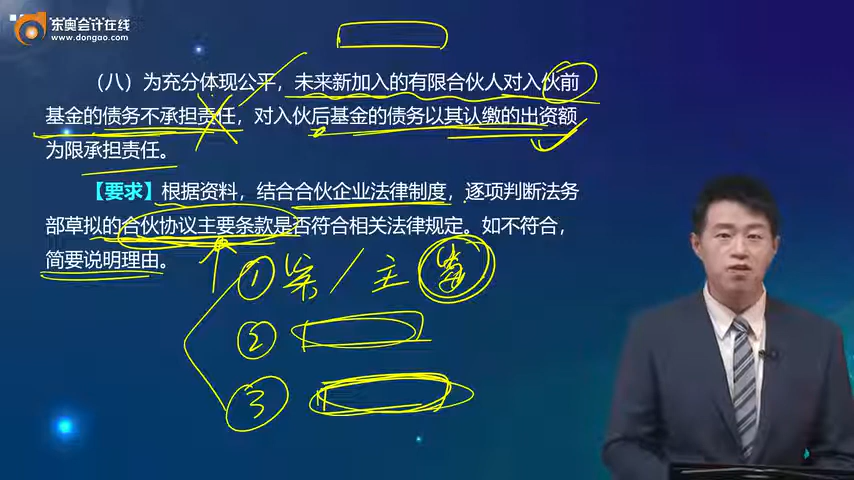 东奥会计在线
www.dongao.com
（八）为充分体现公平，未来新加入的有限合伙人对入伙前
基金的债务不承担责任，对入伙后基金的债务以其认缴的出资额
为限承担责任。
【要求】根据资料，结合合伙企业法律制度，逐项判断法务
部草拟的合伙协议主要条款是否符合相关法律规定。如不符合，
简要说明理由。
① 案 / 主
②
③